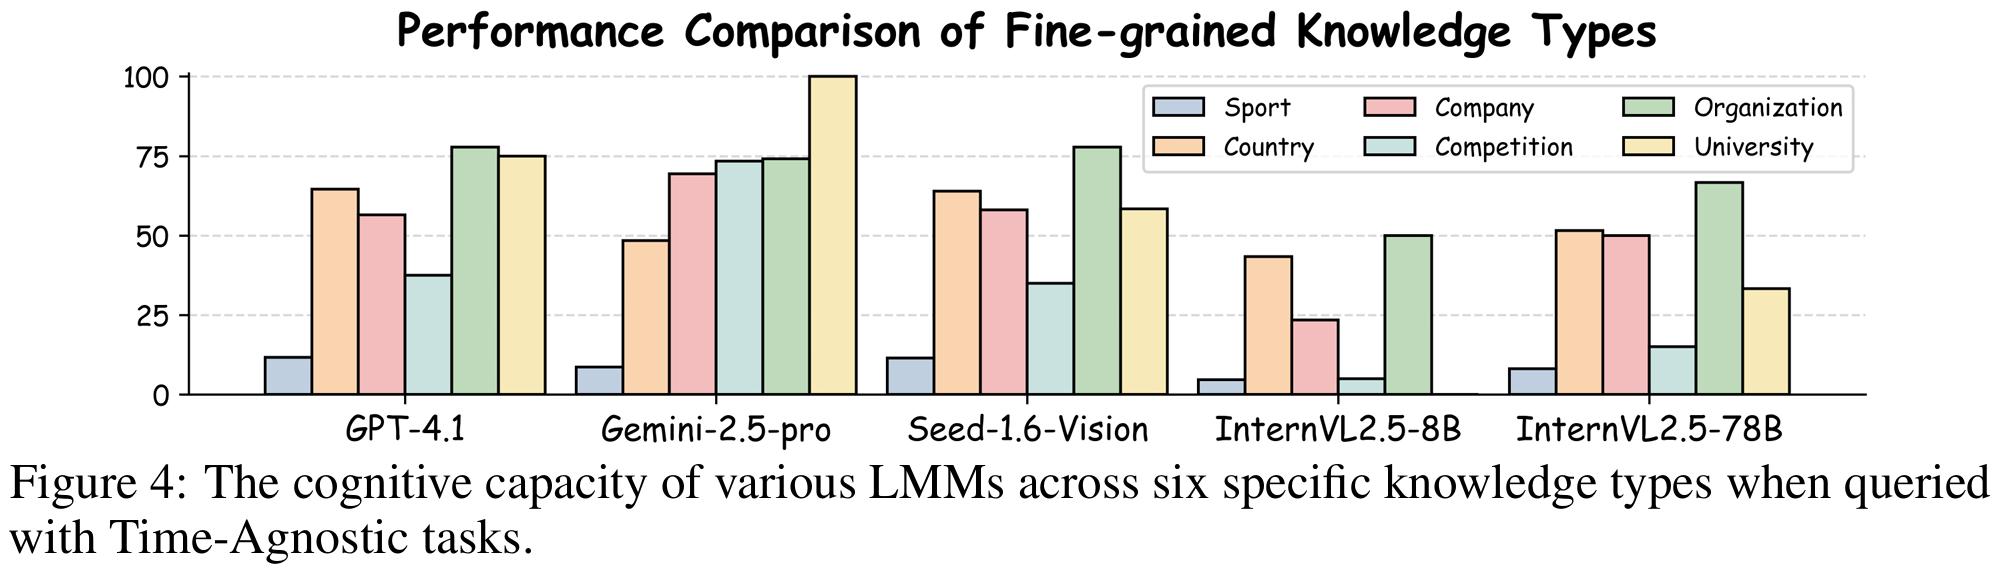 Performance Comparison of Fine-grained Knowledge Types
100
75
50
25
0
Sport
Company
Organization
Country
Competition
University
GPT-4.1
Gemini-2.5-pro
Seed-1.6-Vision
InternVL2.5-8B
InternVL2.5-78B
Figure 4: The cognitive capacity of various LMMs across six specific knowledge types when queried
with Time-Agnostic tasks.